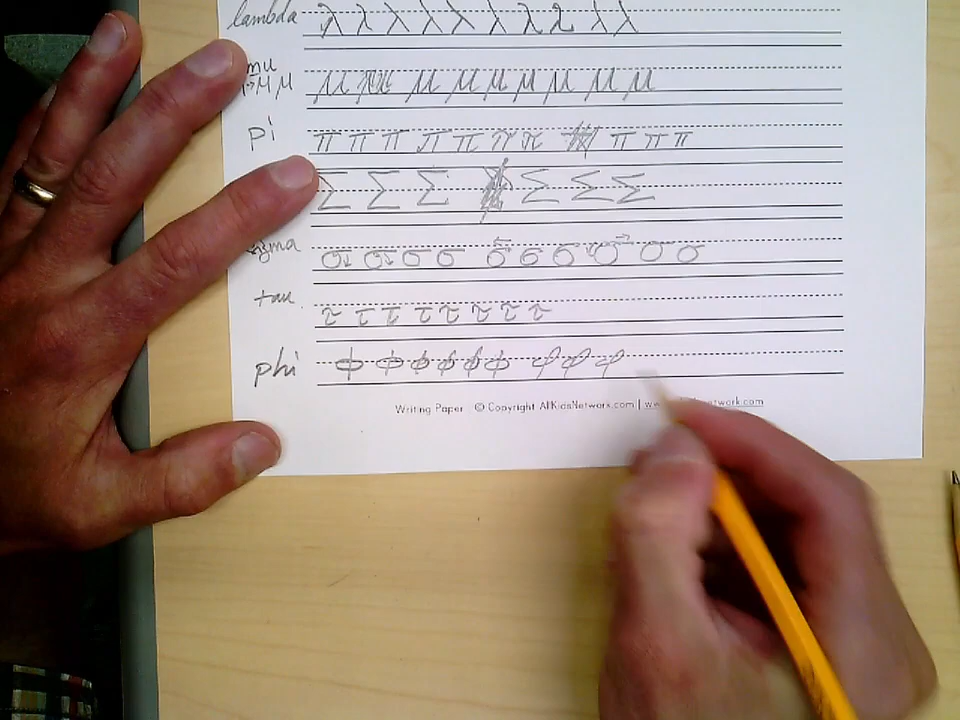 lambda λ λ λ λ λ λ λ λ λ λ
mu μ μ μ μ μ μ μ μ μ
pi π π π π π π π π π π
Σ Σ Σ Σ Σ Σ
σ σ σ σ σ σ σ σ σ σ
tau τ τ τ τ τ τ τ τ
phi φ φ φ φ φ φ φ φ φ
Writing Paper © Copyright AllKidsNetwork.com |